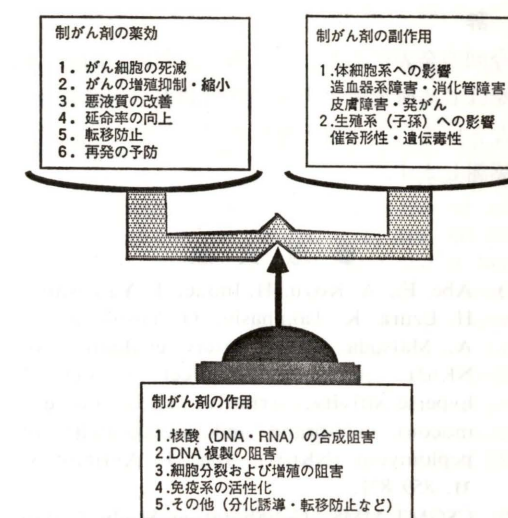 制がん剤の薬効
1. がん細胞の死滅
2. がんの増殖抑制・縮小
3. 悪液質の改善
4. 延命率の向上
5. 転移防止
6. 再発の予防
制がん剤の副作用
1.体細胞系への影響
造血器系障害・消化管障害
皮膚障害・発がん
2.生殖系（子孫）への影響
催奇形性・遺伝毒性
制がん剤の作用
1.核酸（DNA・RNA）の合成阻害
2.DNA 複製の阻害
3.細胞分裂および増殖の阻害
4.免疫系の活性化
5.その他（分化誘導・転移防止など）